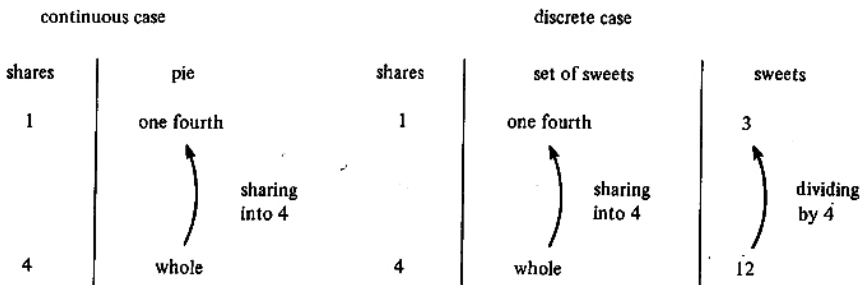 continuous case
discrete case
shares pie shares set of sweets sweets
1 one fourth 1 one fourth 3
sharing into 4
sharing into 4
dividing by 4
4 whole 4 whole 12